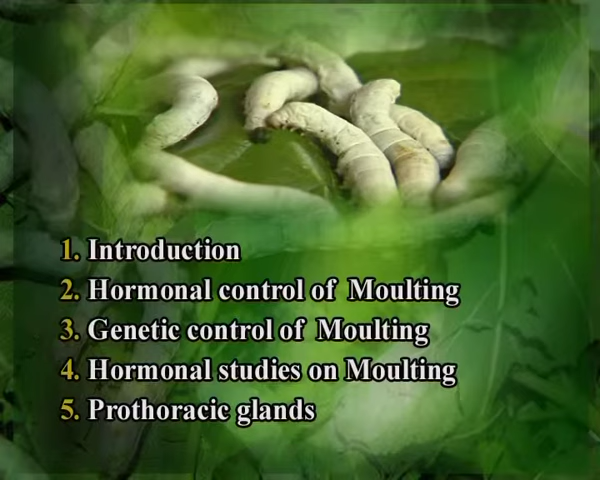 1. Introduction
2. Hormonal control of Moulting
3. Genetic control of Moulting
4. Hormonal studies on Moulting
5. Prothoracic glands